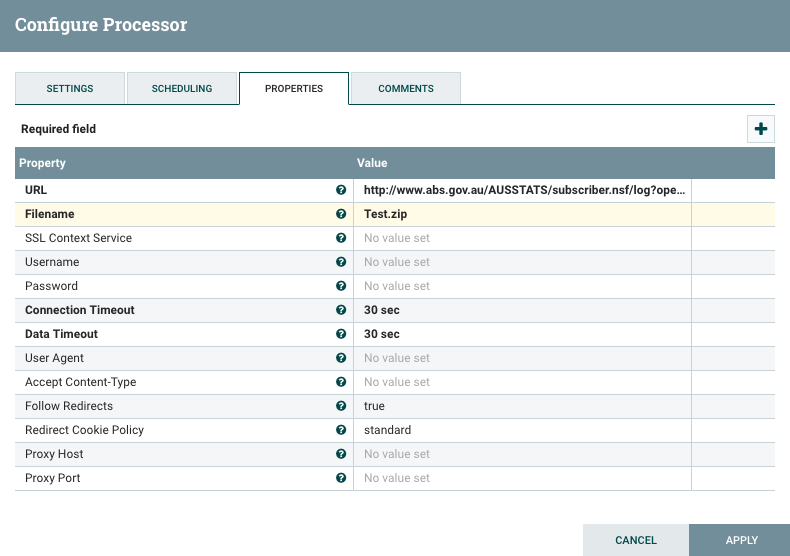 Configure Processor
SETTINGS SCHEDULING PROPERTIES COMMENTS
Required field
Property Value
URL http://www.abs.gov.au/AUSSTATS/subscriber.nsf/log?ope...
Filename Test.zip
SSL Context Service No value set
Username No value set
Password No value set
Connection Timeout 30 sec
Data Timeout 30 sec
User Agent No value set
Accept Content-Type No value set
Follow Redirects true
Redirect Cookie Policy standard
Proxy Host No value set
Proxy Port No value set
CANCEL APPLY